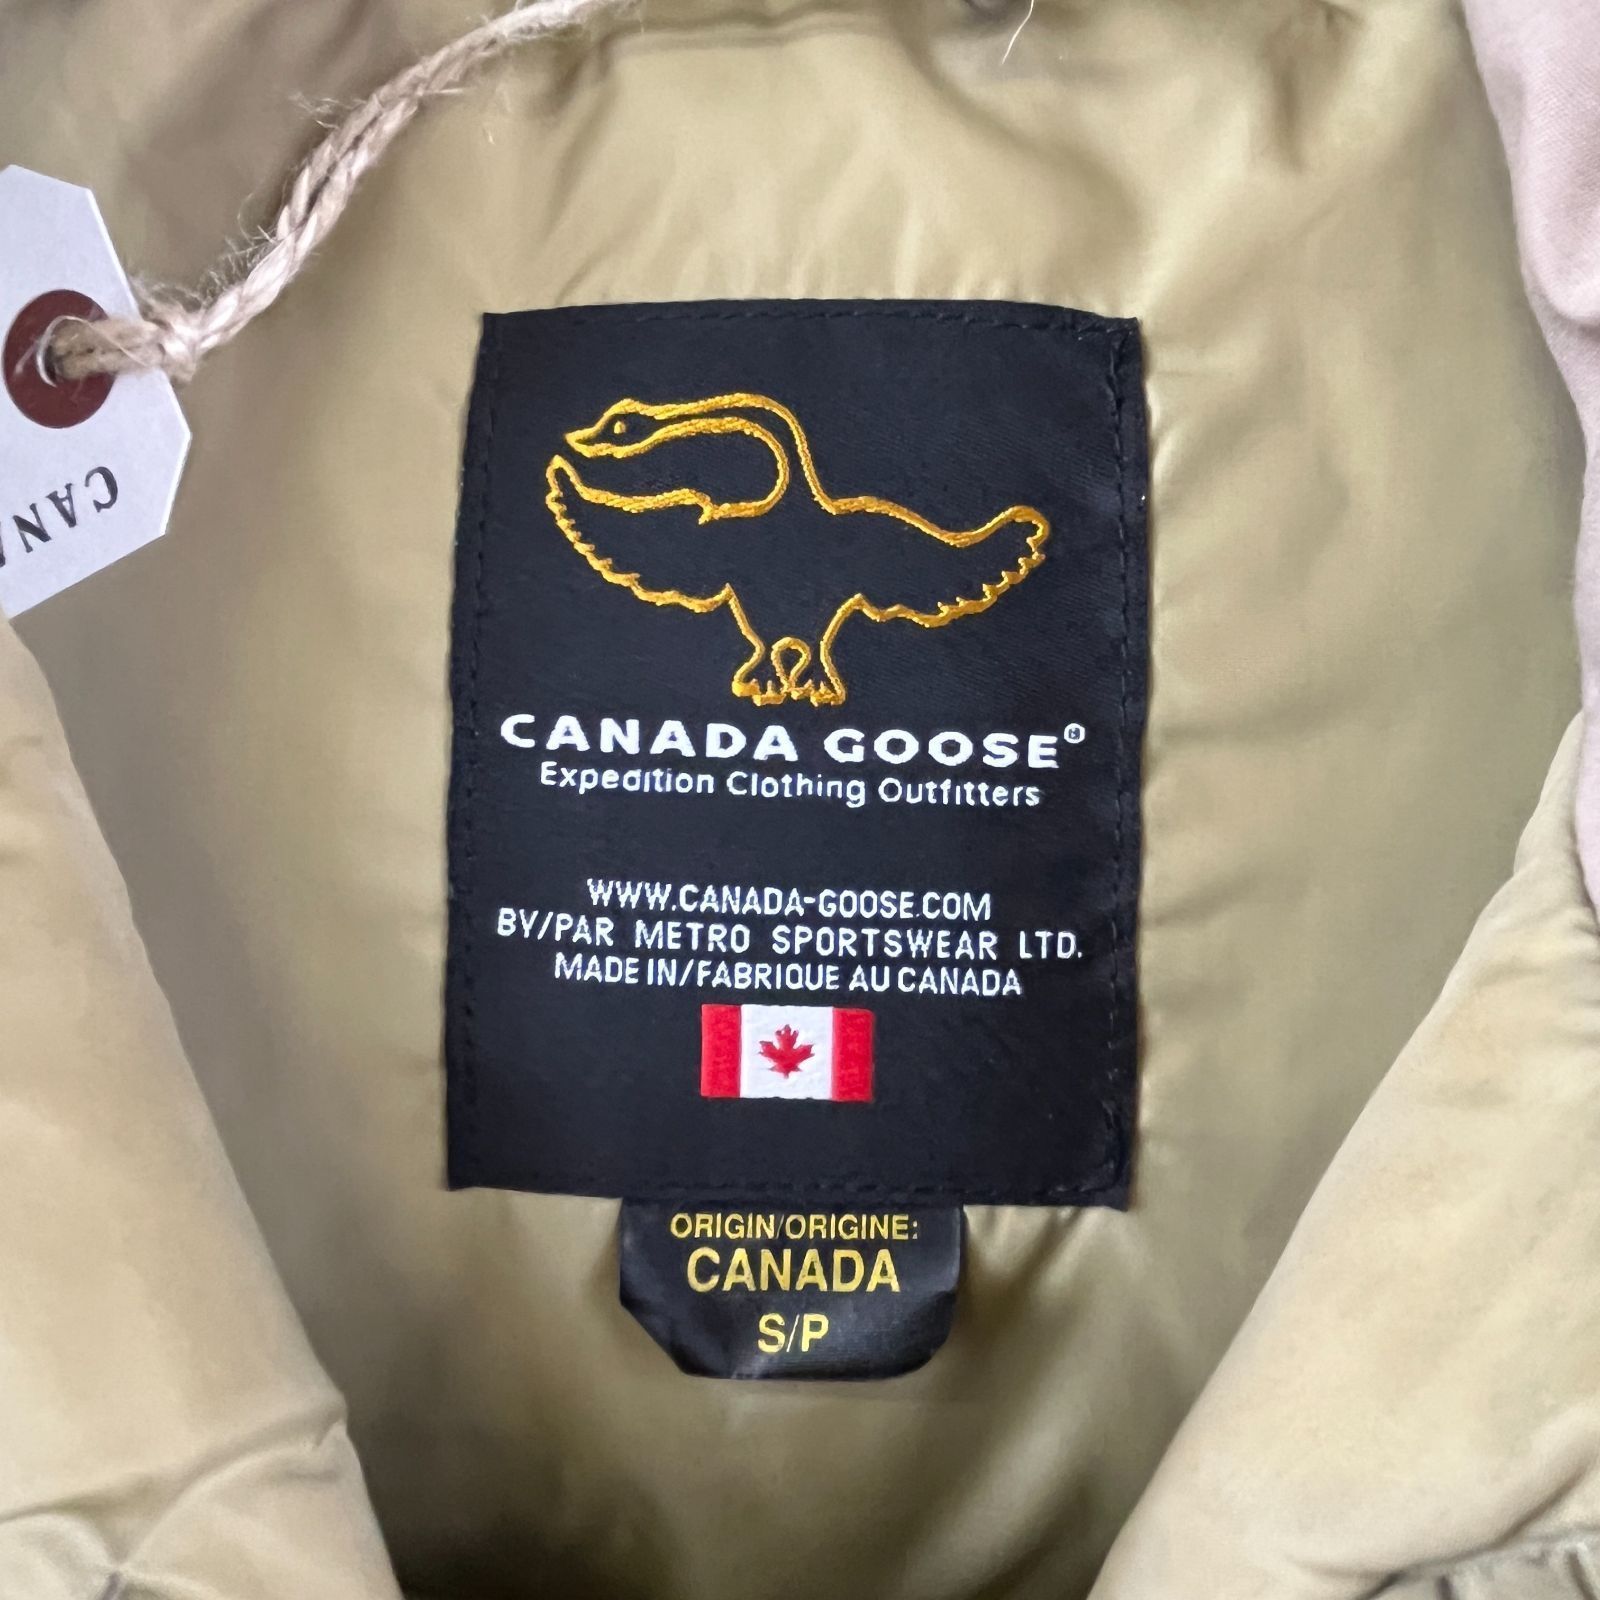 CANA
CANADA GOOSE®
Expedition Clothing Outfitters
WWW.CANADA-GOOSE.COM
BY/PAR METRO SPORTSWEAR LTD.
MADE IN/FABRIQUE AU CANADA
ORIGIN/ORIGINE:
CANADA
S/P